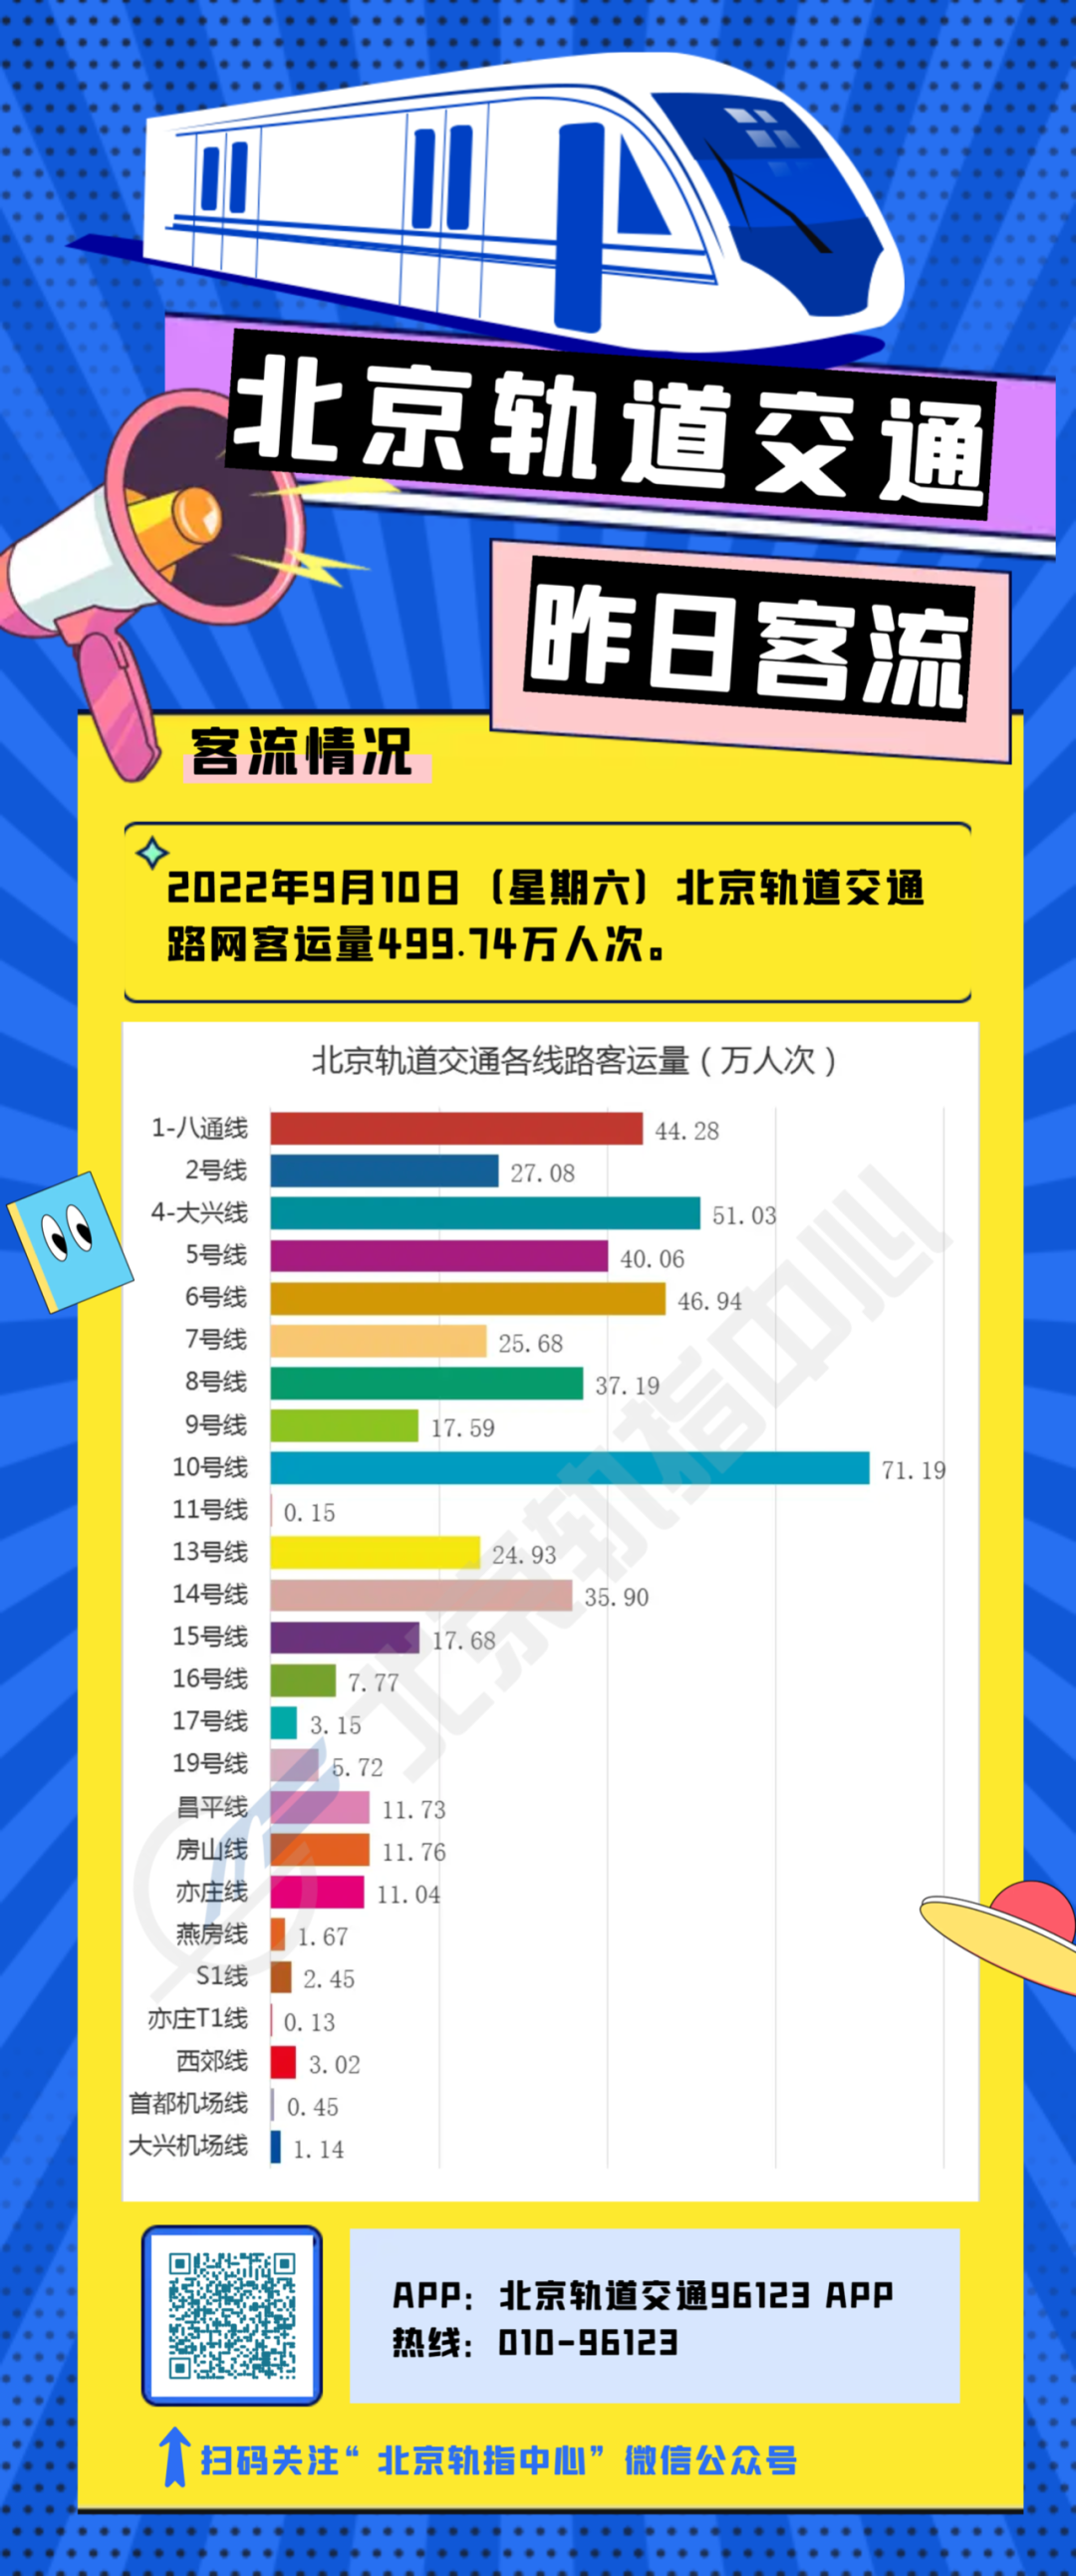 北京轨道交通
昨日客流
客流情况
2022年9月10日（星期六）北京轨道交通
路网客运量499.74万人次。
北京轨道交通各线路客运量（万人次）
1-八通线 44.28
2号线 27.08
4-大兴线 51.03
5号线 40.06
6号线 46.94
7号线 25.68
8号线 37.19
9号线 17.59
10号线 71.19
11号线 0.15
13号线 24.93
14号线 35.90
15号线 17.68
16号线 7.77
17号线 3.15
19号线 5.72
昌平线 11.73
房山线 11.76
亦庄线 11.04
燕房线 1.67
S1线 2.45
亦庄T1线 0.13
西郊线 3.02
首都机场线 0.45
大兴机场线 1.14
北京轨指中心
APP：北京轨道交通96123 APP
热线：010-96123
扫码关注“北京轨指中心”微信公众号